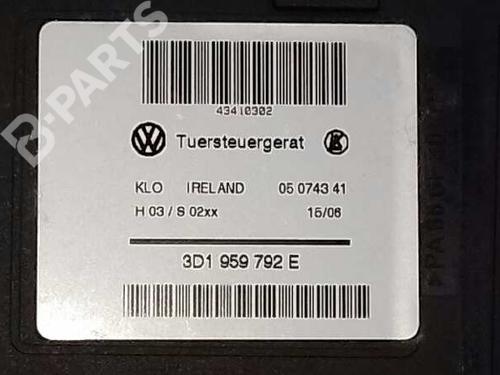 B-PARTS
43410302
Tuersteuergerat
KLO IRELAND 05 0743 41
H 03 / S 02xx 15/06
3D1 959 792 E